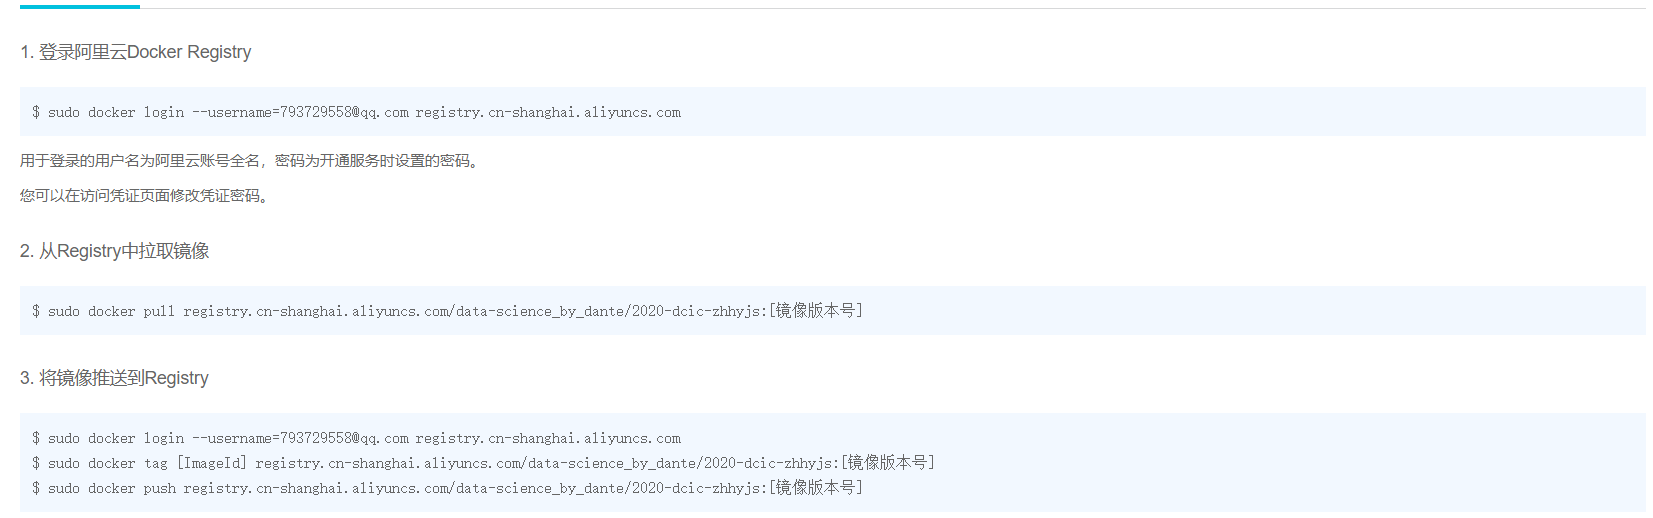 1. 登录阿里云Docker Registry
$ sudo docker login --username=793729558@qq.com registry.cn-shanghai.aliyuncs.com
用于登录的用户名为阿里云账号全名，密码为开通服务时设置的密码。
您可以在访问凭证页面修改凭证密码。
2. 从Registry中拉取镜像
$ sudo docker pull registry.cn-shanghai.aliyuncs.com/data-science_by_dante/2020-dcic-zhhyjs:[镜像版本号]
3. 将镜像推送到Registry
$ sudo docker login --username=793729558@qq.com registry.cn-shanghai.aliyuncs.com
$ sudo docker tag [ImageId] registry.cn-shanghai.aliyuncs.com/data-science_by_dante/2020-dcic-zhhyjs:[镜像版本号]
$ sudo docker push registry.cn-shanghai.aliyuncs.com/data-science_by_dante/2020-dcic-zhhyjs:[镜像版本号]